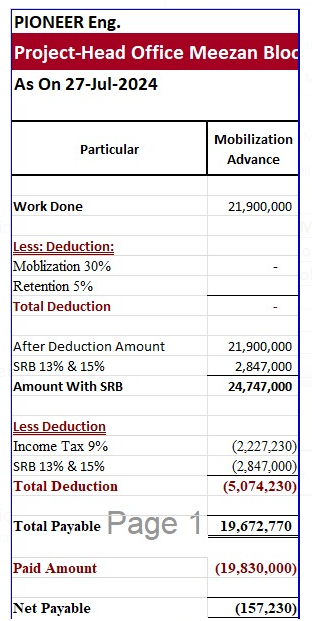 PIONEER Eng.
Project-Head Office Meezan Bloc
As On 27-Jul-2024
Particular Mobilization Advance
Work Done 21,900,000
Less: Deduction:
Moblization 30% -
Retention 5%
Total Deduction -
After Deduction Amount 21,900,000
SRB 13% & 15% 2,847,000
Amount With SRB 24,747,000
Less Deduction
Income Tax 9% (2,227,230)
SRB 13% & 15% (2,847,000)
Total Deduction (5,074,230)
Total Payable 19,672,770
Page 1
Paid Amount (19,830,000)
Net Payable (157,230)